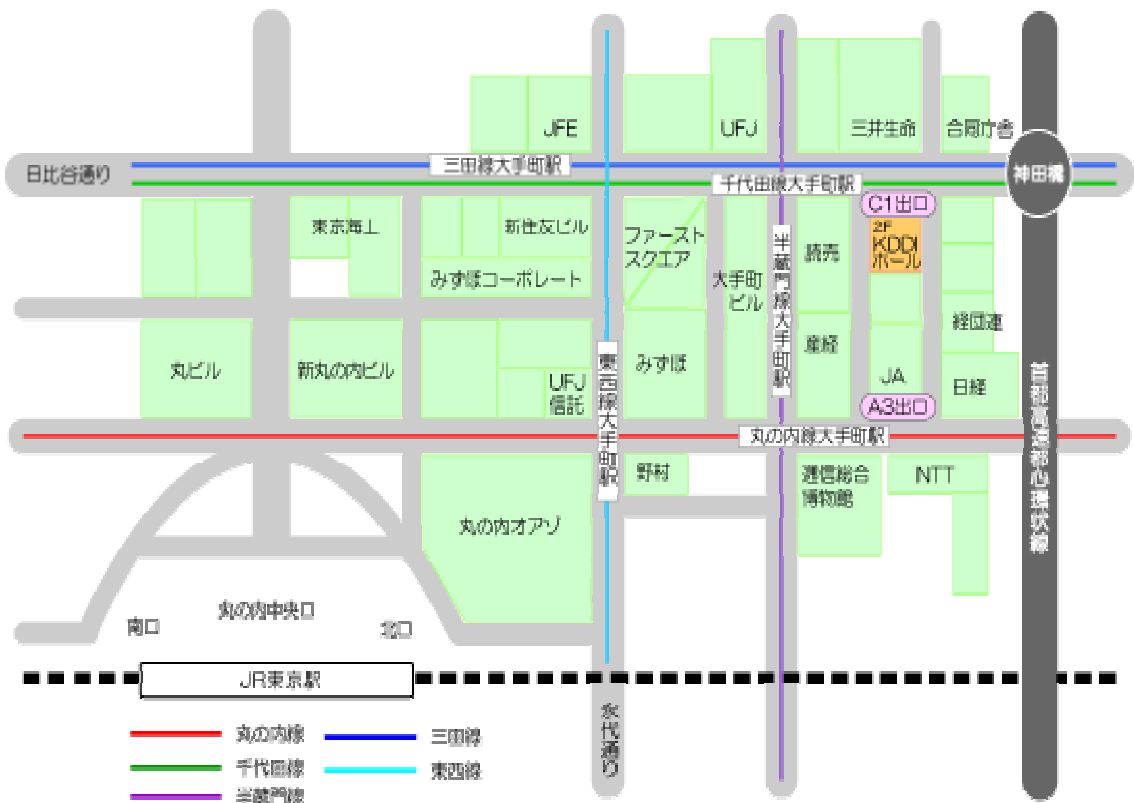 JFE
UFJ
三井生命
合同庁舎
三田線大手町駅
日比谷通り
千代田線大手町駅
神田橋
C1出口
東京海上
新住友ビル
ファースト
スクエア
半蔵門線大手町駅
読売
2F
KDDI
ホール
みずほコーポレート
大手町
ビル
経団連
丸ビル
新丸の内ビル
UFJ
信託
東西線大手町駅
みずほ
産経
JA
日経
首都高速都心環状線
A3出口
丸の内線大手町駅
野村
逓信総合
博物館
NTT
丸の内オアゾ
丸の内中央口
南口
北口
JR東京駅
永代通り
丸の内線
三田線
千代田線
東西線
半蔵門線